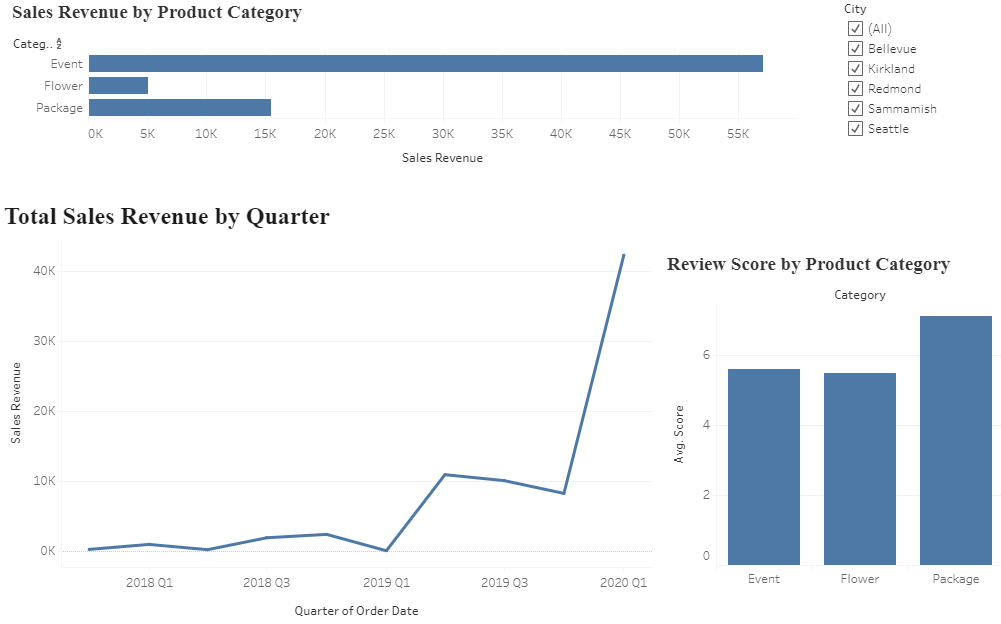 Sales Revenue by Product Category
Categ..
Event
Flower
Package
0K 5K 10K 15K 20K 25K 30K 35K 40K 45K 50K 55K
Sales Revenue
City
(All)
Bellevue
Kirkland
Redmond
Sammamish
Seattle
Total Sales Revenue by Quarter
Sales Revenue
40K
30K
20K
10K
0K
2018 Q1 2018 Q3 2019 Q1 2019 Q3 2020 Q1
Quarter of Order Date
Review Score by Product Category
Category
Avg. Score
6
4
2
0
Event Flower Package